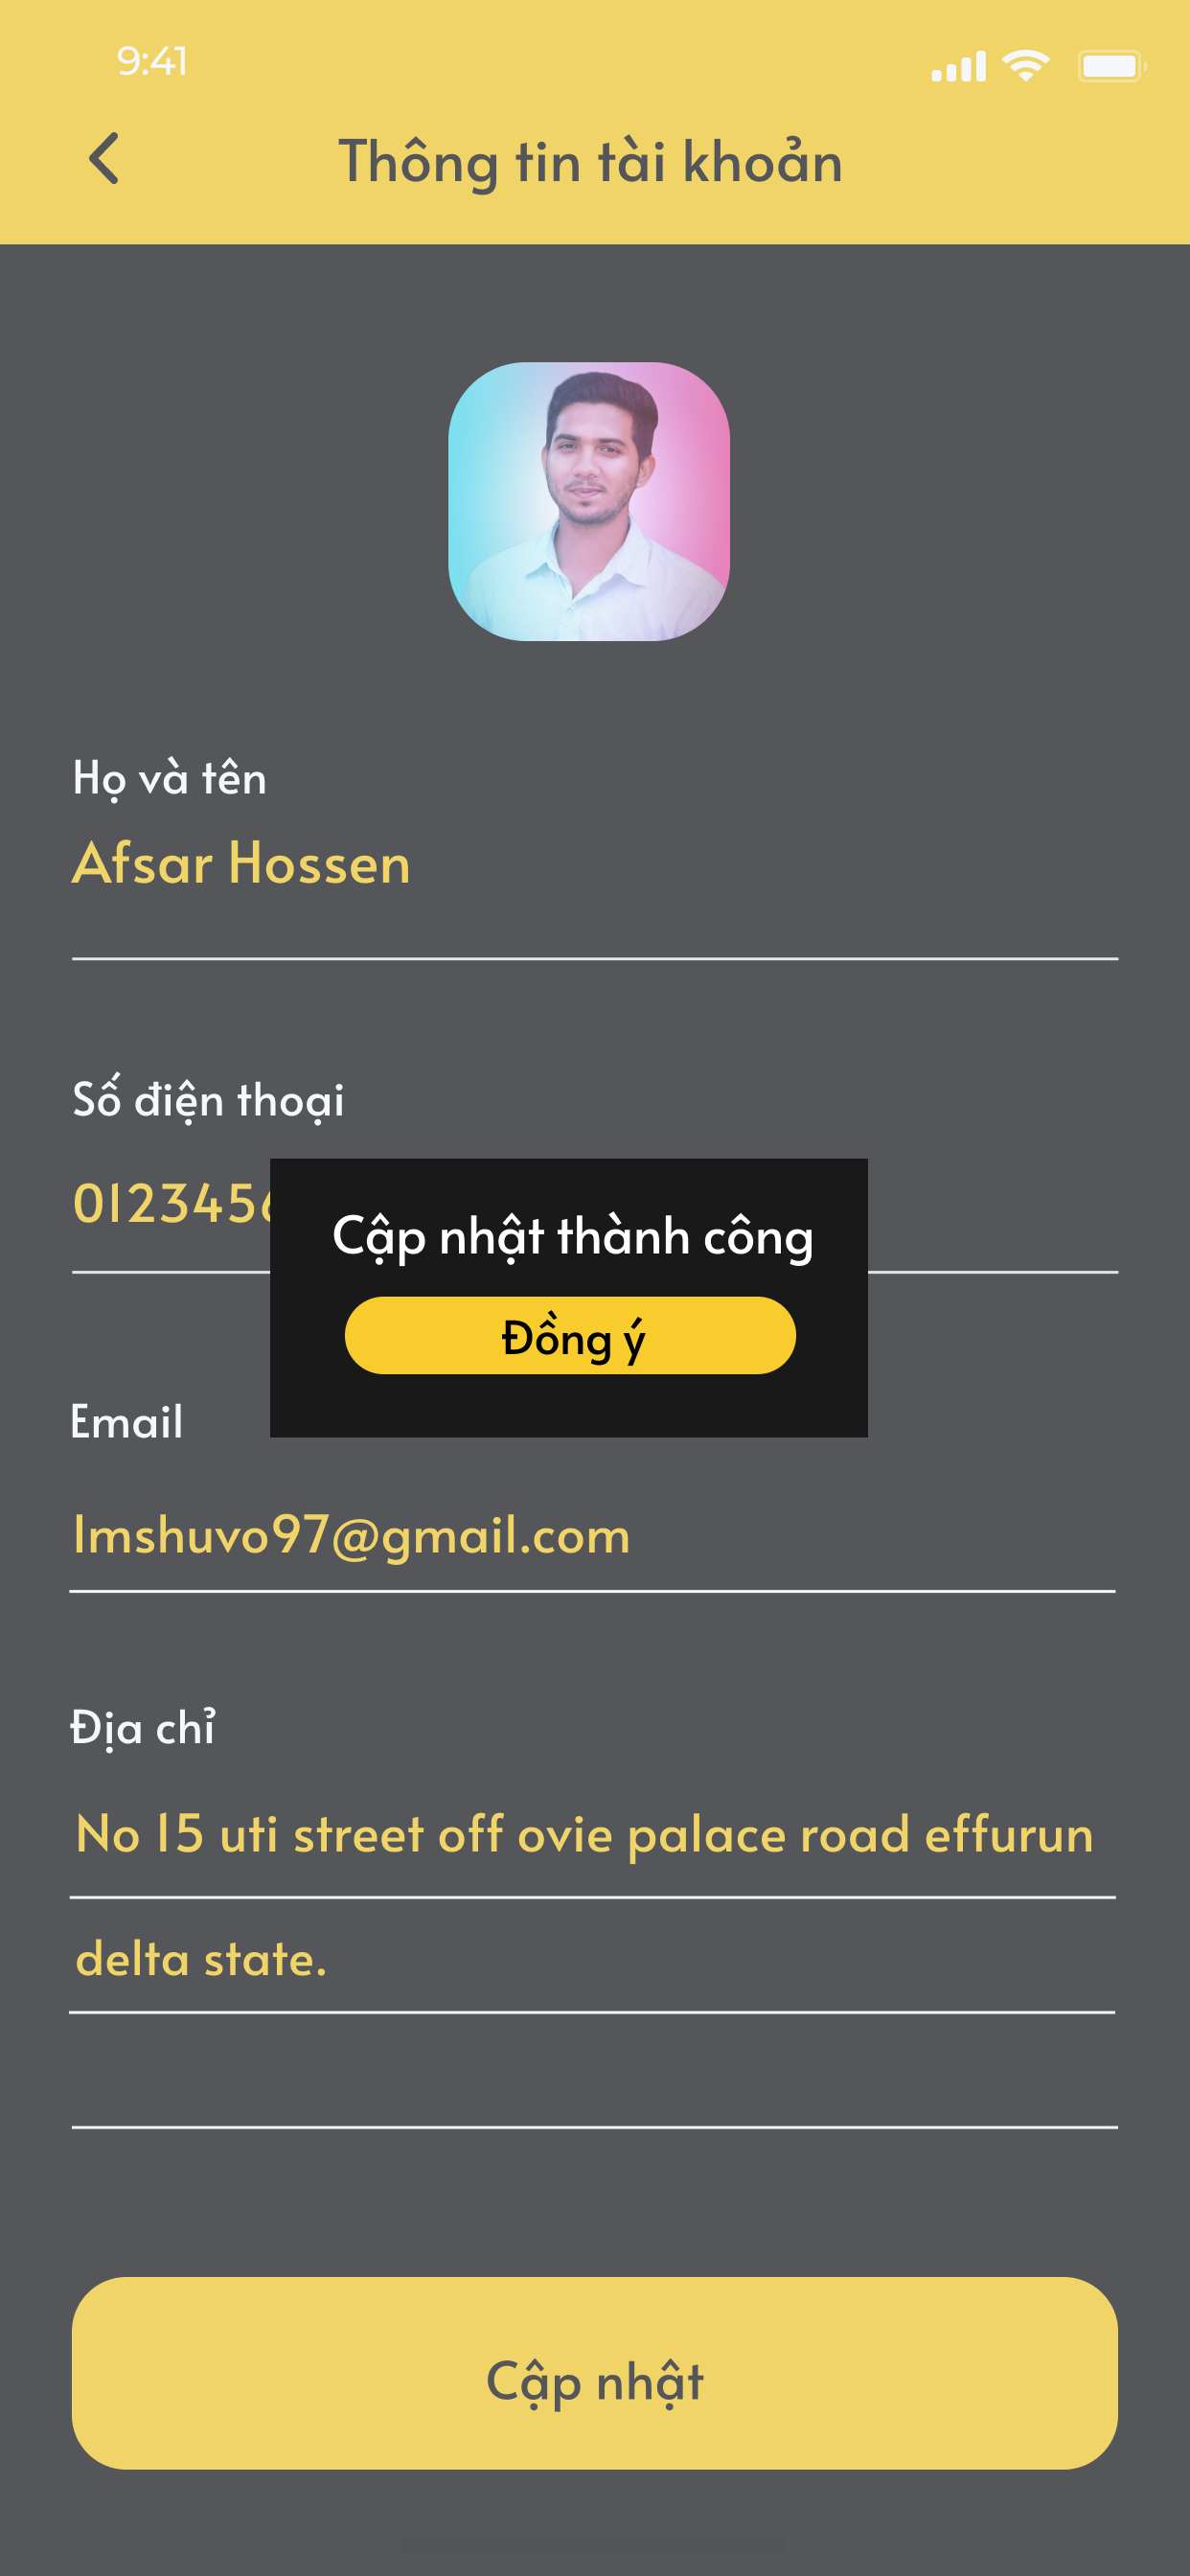 9:41
Thông tin tài khoản
Họ và tên
Afsar Hossen
Số điện thoại
012345
Cập nhật thành công
Đồng ý
Email
Imshuvo97@gmail.com
Địa chỉ
No 15 uti street off ovie palace road effurun
delta state.
Cập nhật